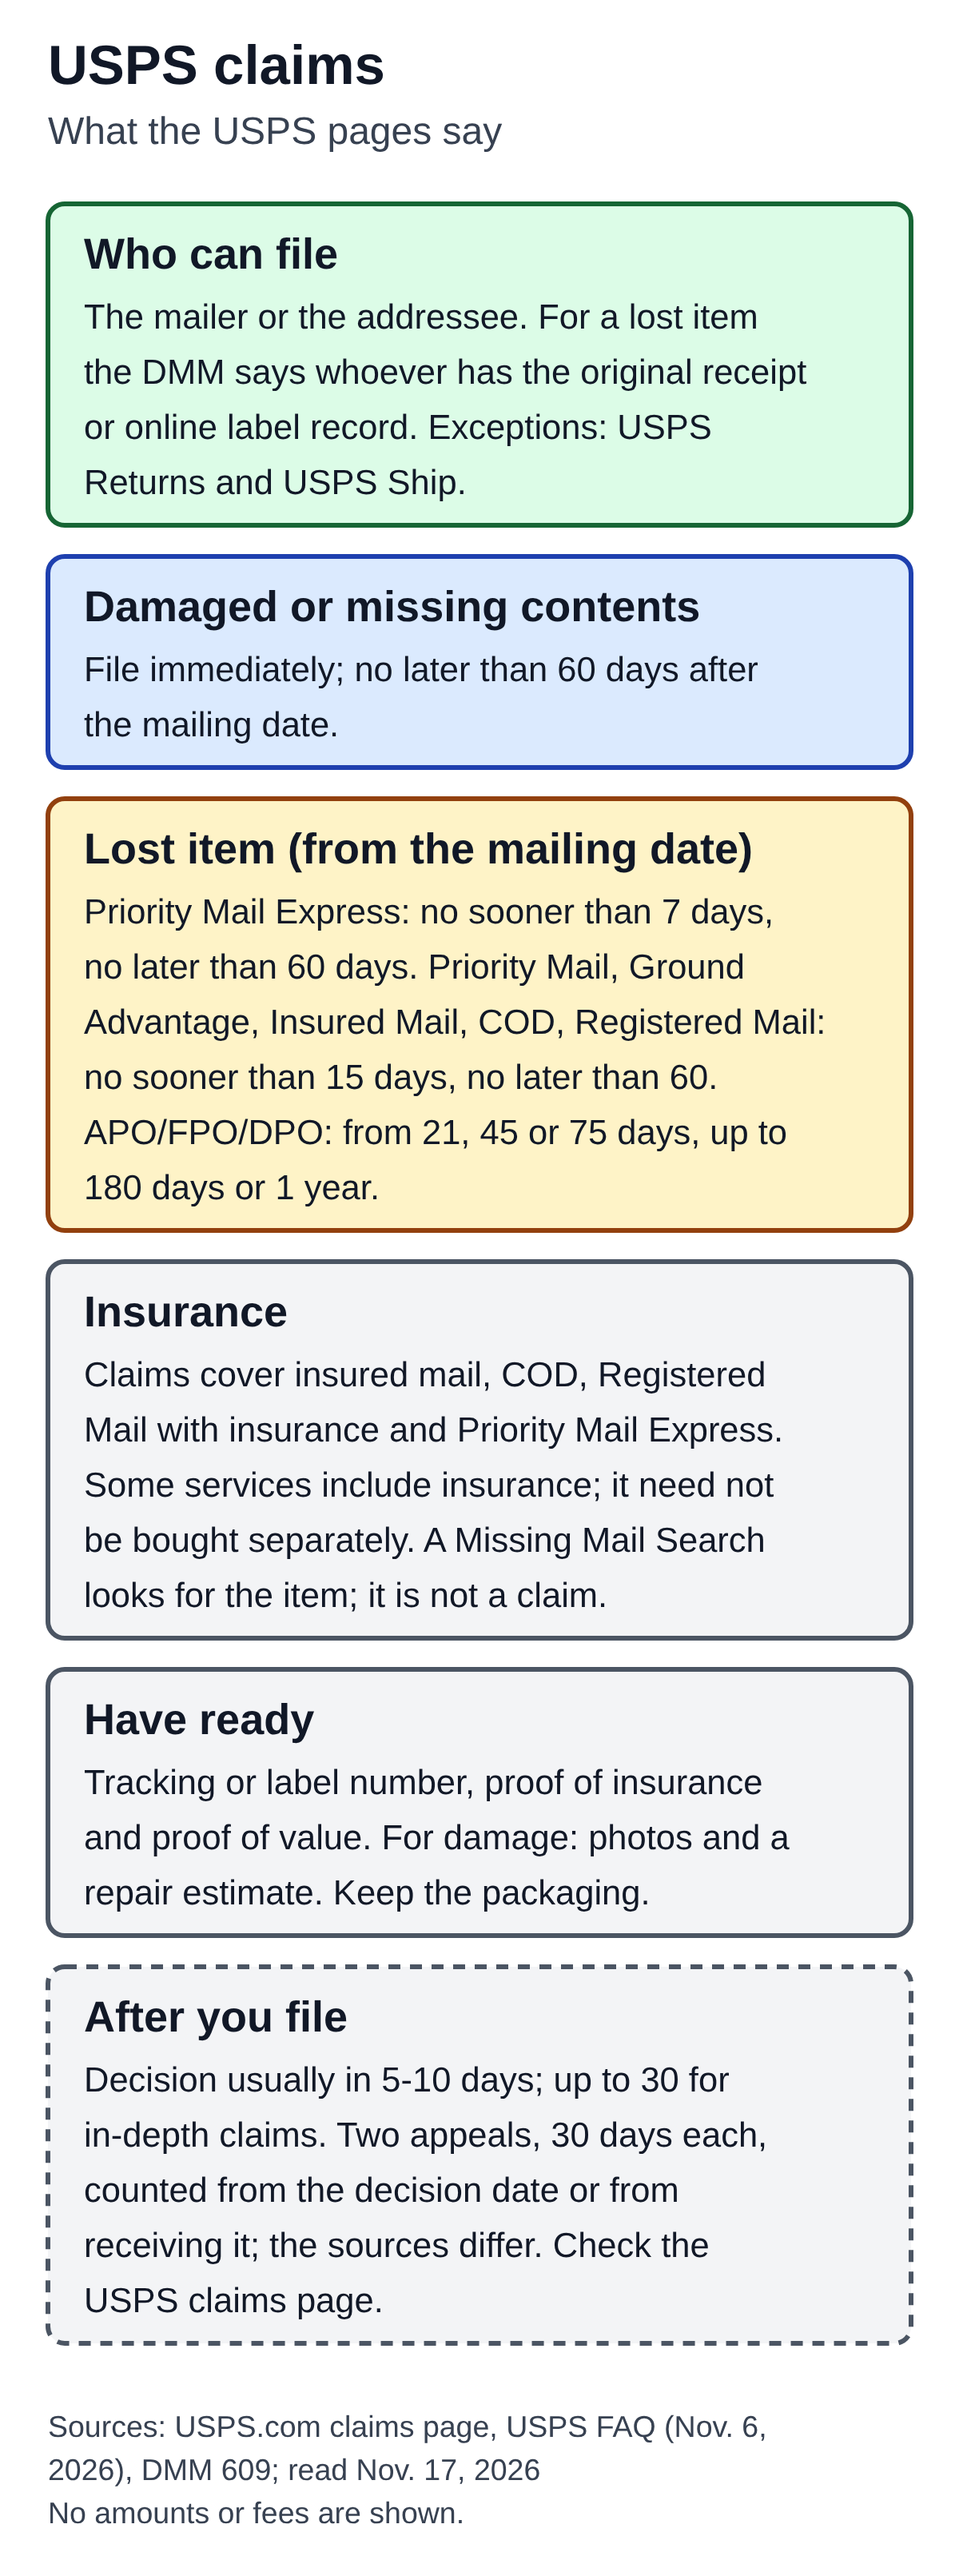 USPS claims
What the USPS pages say
Who can file
The mailer or the addressee. For a lost item
the DMM says whoever has the original receipt
or online label record. Exceptions: USPS
Returns and USPS Ship.
Damaged or missing contents
File immediately; no later than 60 days after
the mailing date.
Lost item (from the mailing date)
Priority Mail Express: no sooner than 7 days,
no later than 60 days. Priority Mail, Ground
Advantage, Insured Mail, COD, Registered Mail:
no sooner than 15 days, no later than 60.
APO/FPO/DPO: from 21, 45 or 75 days, up to
180 days or 1 year.
Insurance
Claims cover insured mail, COD, Registered
Mail with insurance and Priority Mail Express.
Some services include insurance; it need not
be bought separately. A Missing Mail Search
looks for the item; it is not a claim.
Have ready
Tracking or label number, proof of insurance
and proof of value. For damage: photos and a
repair estimate. Keep the packaging.
After you file
Decision usually in 5-10 days; up to 30 for
in-depth claims. Two appeals, 30 days each,
counted from the decision date or from
receiving it; the sources differ. Check the
USPS claims page.
Sources: USPS.com claims page, USPS FAQ (Nov. 6,
2026), DMM 609; read Nov. 17, 2026
No amounts or fees are shown.